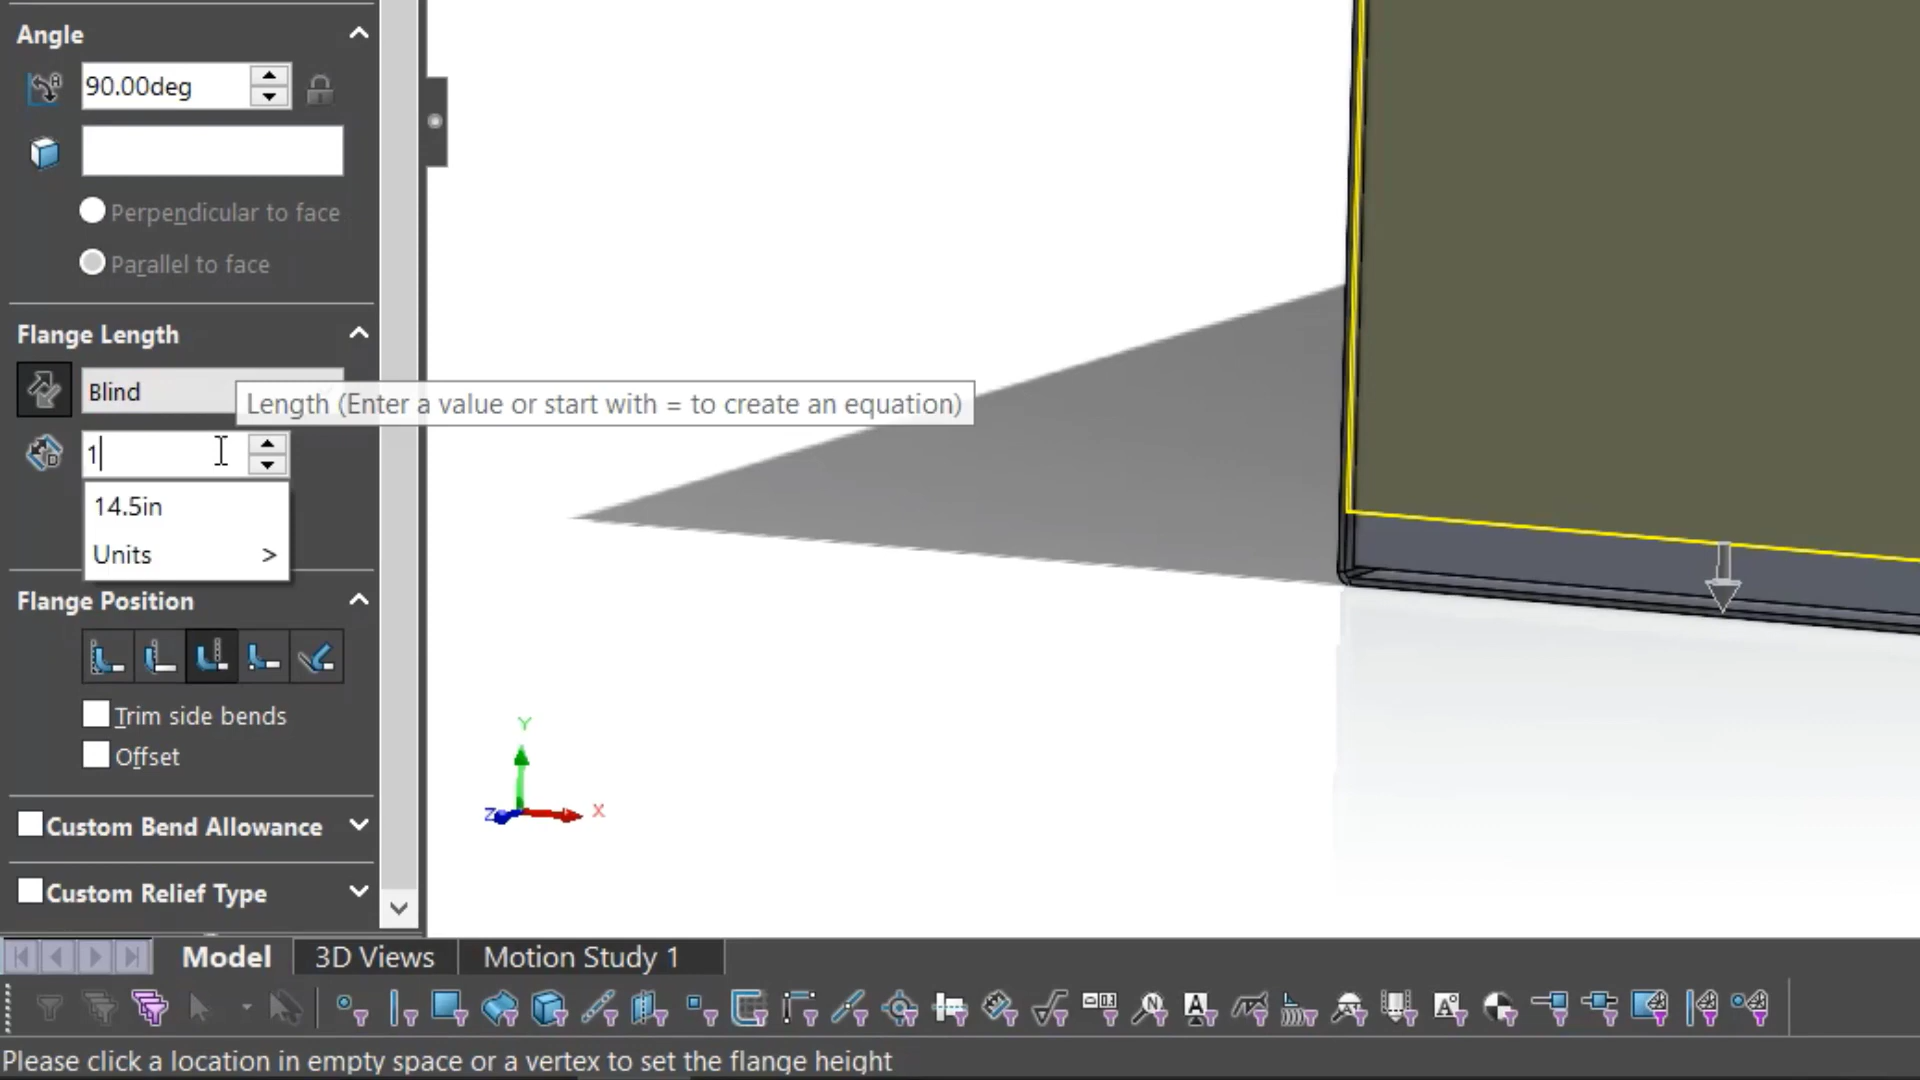 Angle
90.00deg
Perpendicular to face
Parallel to face
Flange Length
Blind
Length (Enter a value or start with = to create an equation)
1
14.5in
Units >
Flange Position
Trim side bends
Offset
Y
Z X
Custom Bend Allowance
Custom Relief Type
Model 3D Views Motion Study 1
Please click a location in empty space or a vertex to set the flange height